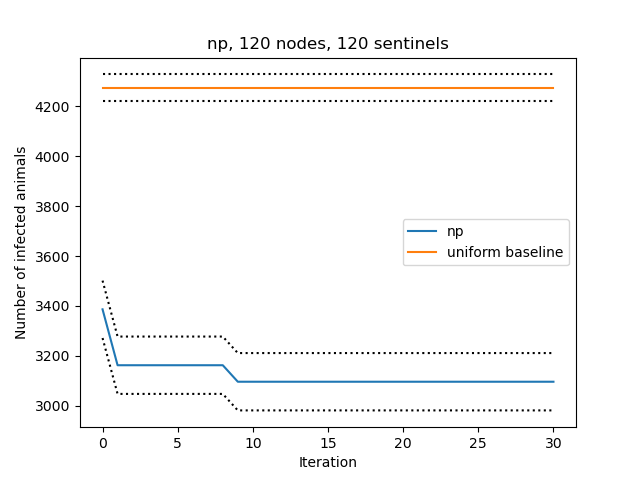 np, 120 nodes, 120 sentinels
Number of infected animals
4200
4000
3800
3600
3400
3200
3000
np
uniform baseline
0
5
10
15
20
25
30
Iteration